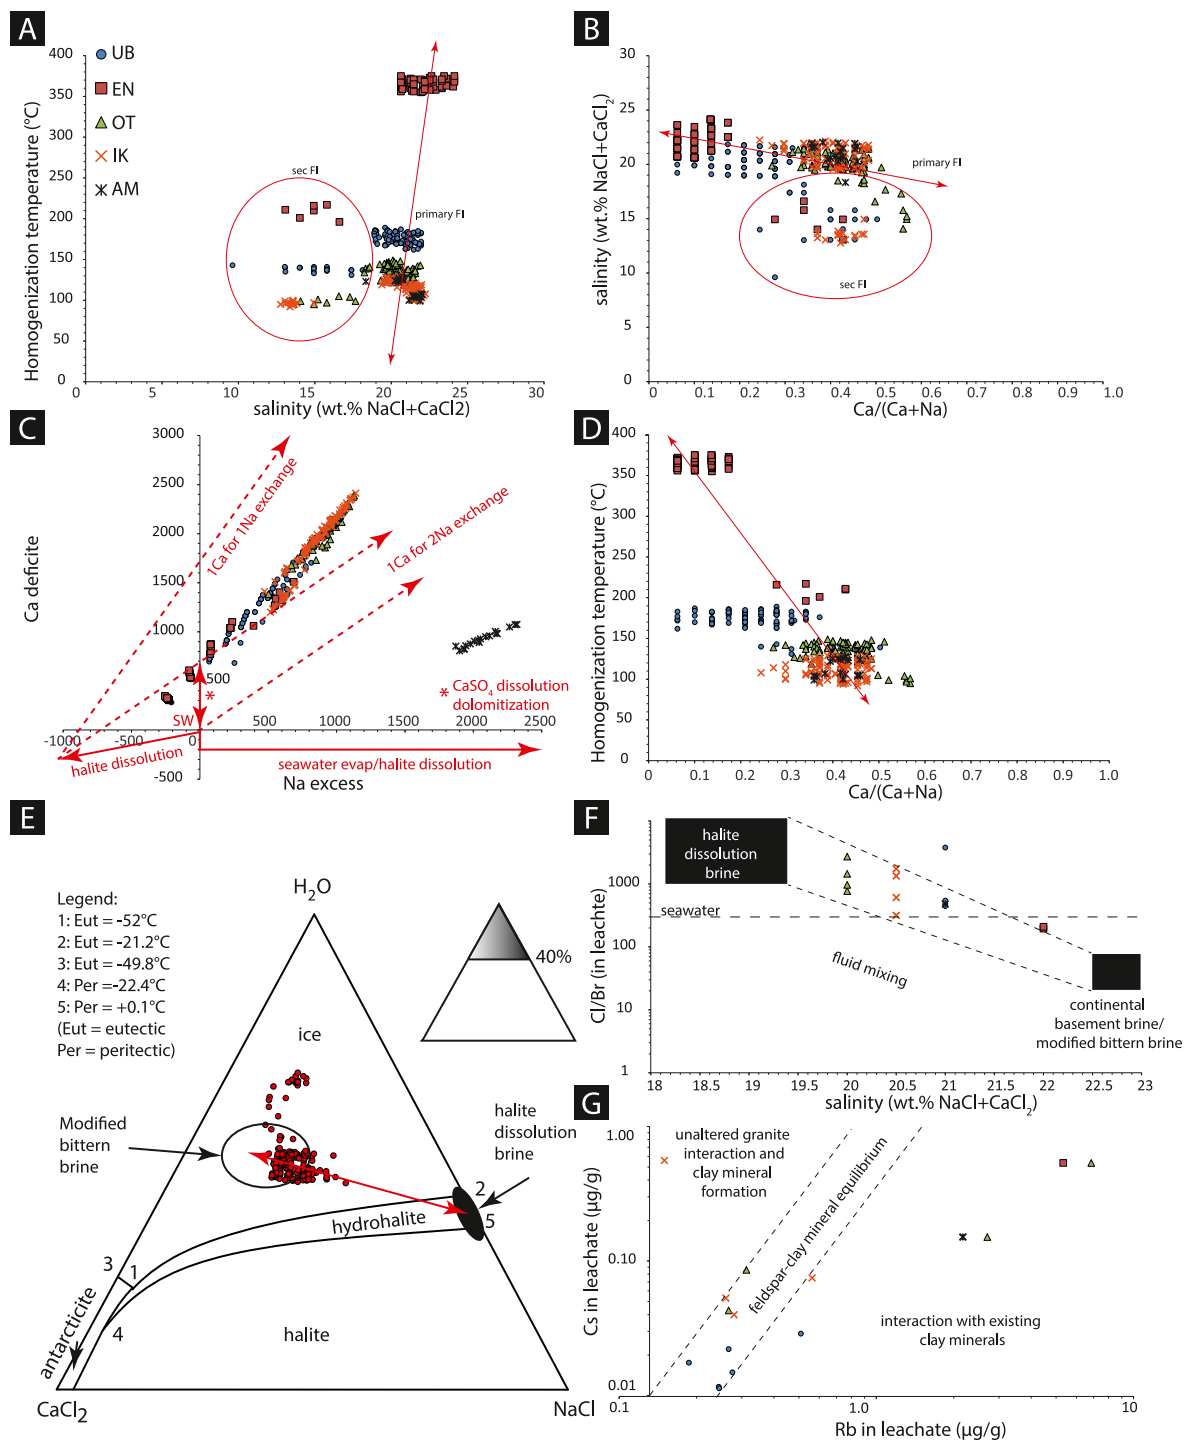 A
400
350
300
250
200
150
100
50
0
Homogenization temperature (°C)
UB
EN
OT
IK
AM
sec FI
primary FI
0
5
10
15
20
25
30
salinity (wt.% NaCl+CaCl2)
B
30
25
20
15
10
5
0
salinity (wt.% NaCl+CaCl2)
primary FI
sec FI
0
0.1
0.2
0.3
0.4
0.5
0.6
0.7
0.8
0.9
1.0
Ca/(Ca+Na)
C
3000
2500
2000
1500
1000
500
-500
Ca deficite
1Ca for 1Na exchange
1Ca for 2Na exchange
* CaSO4 dissolution
dolomitization
*
SW
-1000
-500
0
500
1000
1500
2000
2500
halite dissolution
seawater evap/halite dissolution
Na excess
D
400
350
300
250
200
150
100
50
0
Homogenization temperature (°C)
0
0.1
0.2
0.3
0.4
0.5
0.6
0.7
0.8
0.9
1.0
Ca/(Ca+Na)
E
Legend:
1: Eut = -52°C
2: Eut = -21.2°C
3: Eut = -49.8°C
4: Per =-22.4°C
5: Per = +0.1°C
(Eut = eutectic
Per = peritectic)
H2O
40%
ice
Modified
bittern
brine
halite
dissolution
brine
2
5
hydrohalite
3
1
4
antarcticite
halite
CaCl2
NaCl
F
1000
100
10
1
Cl/Br (in leachte)
halite
dissolution
brine
seawater
fluid mixing
continental
basement brine/
modified bittern brine
18
18.5
19
19.5
20
20.5
21
21.5
22
22.5
23
salinity (wt.% NaCl+CaCl2)
G
1.00
0.10
0.01
Cs in leachate (µg/g)
unaltered granite
interaction and
clay mineral
formation
feldspar-clay mineral equilibrium
interaction with existing
clay minerals
0.1
1.0
10
Rb in leachate (µg/g)